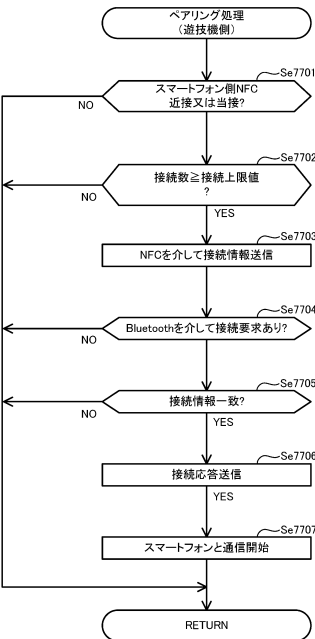 ペアリング処理
(遊技機側)
Se7701
スマートフォン側NFC
近接又は当接?
NO
Se7702
接続数≧接続上限値
?
NO
YES
Se7703
NFCを介して接続情報送信
Se7704
Bluetoothを介して接続要求あり?
NO
Se7705
接続情報一致?
NO
YES
Se7706
接続応答送信
YES
Se7707
スマートフォンと通信開始
RETURN